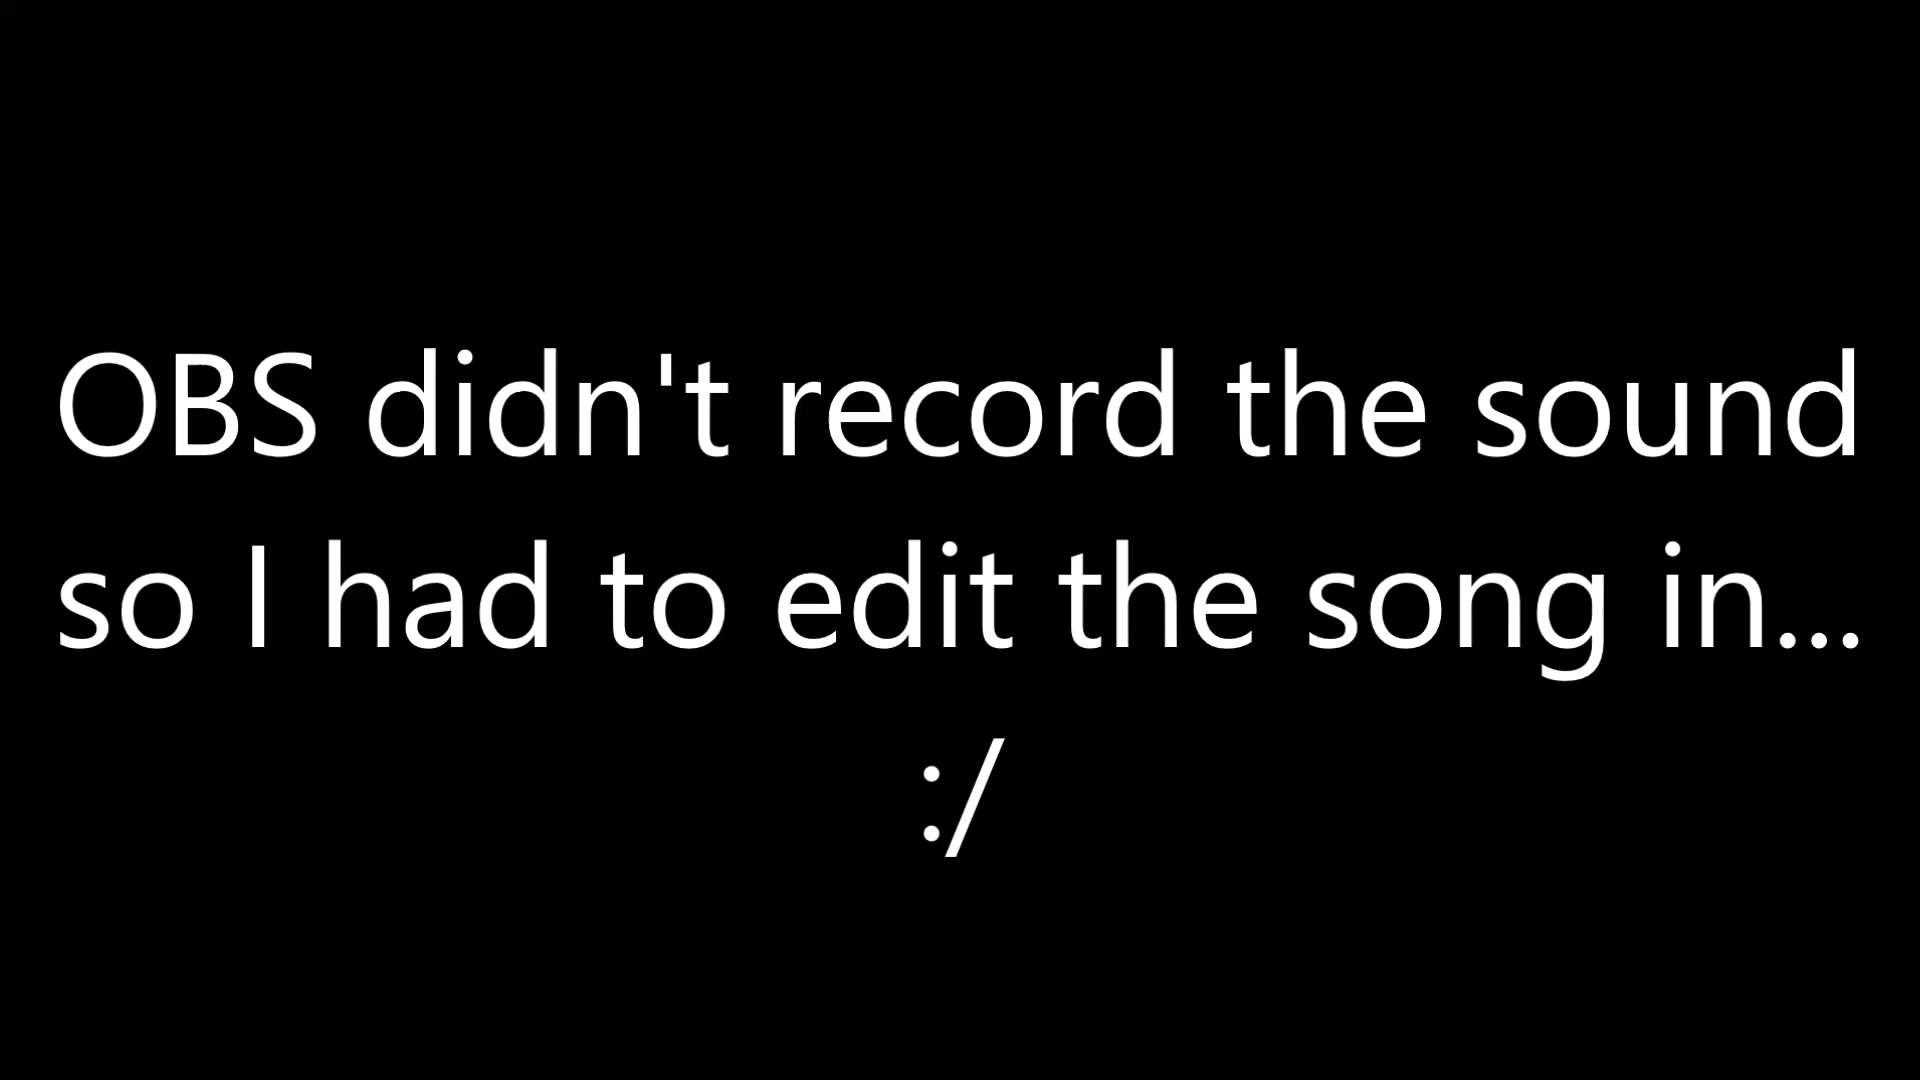 OBS didn't record the sound
so I had to edit the song in...
:/